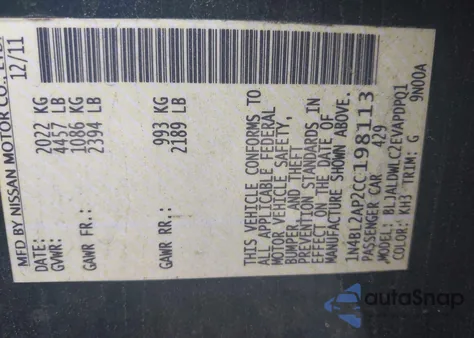 MFD BY NISSAN MOTOR CO., LTD.
DATE: 12/11
GVWR: 2022 KG
4457 LB
GAWR FR.: 1086 KG
2394 LB
GAWR RR.: 993 KG
2189 LB
THIS VEHICLE CONFORMS TO
ALL APPLICABLE FEDERAL
MOTOR VEHICLE SAFETY,
BUMPER, AND THEFT
PREVENTION STANDARDS IN
EFFECT ON THE DATE OF
MANUFACTURE SHOWN ABOVE.
1N4BL2AP2CC198113
PASSENGER CAR 429
MODEL: BLJALDWLC2EVAPDPQ1
COLOR: KH3 TRIM: G 9N00A
autoSnap